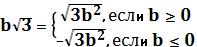 b√3 = { √3b², если b ≥ 0
−√3b², если b ≤ 0